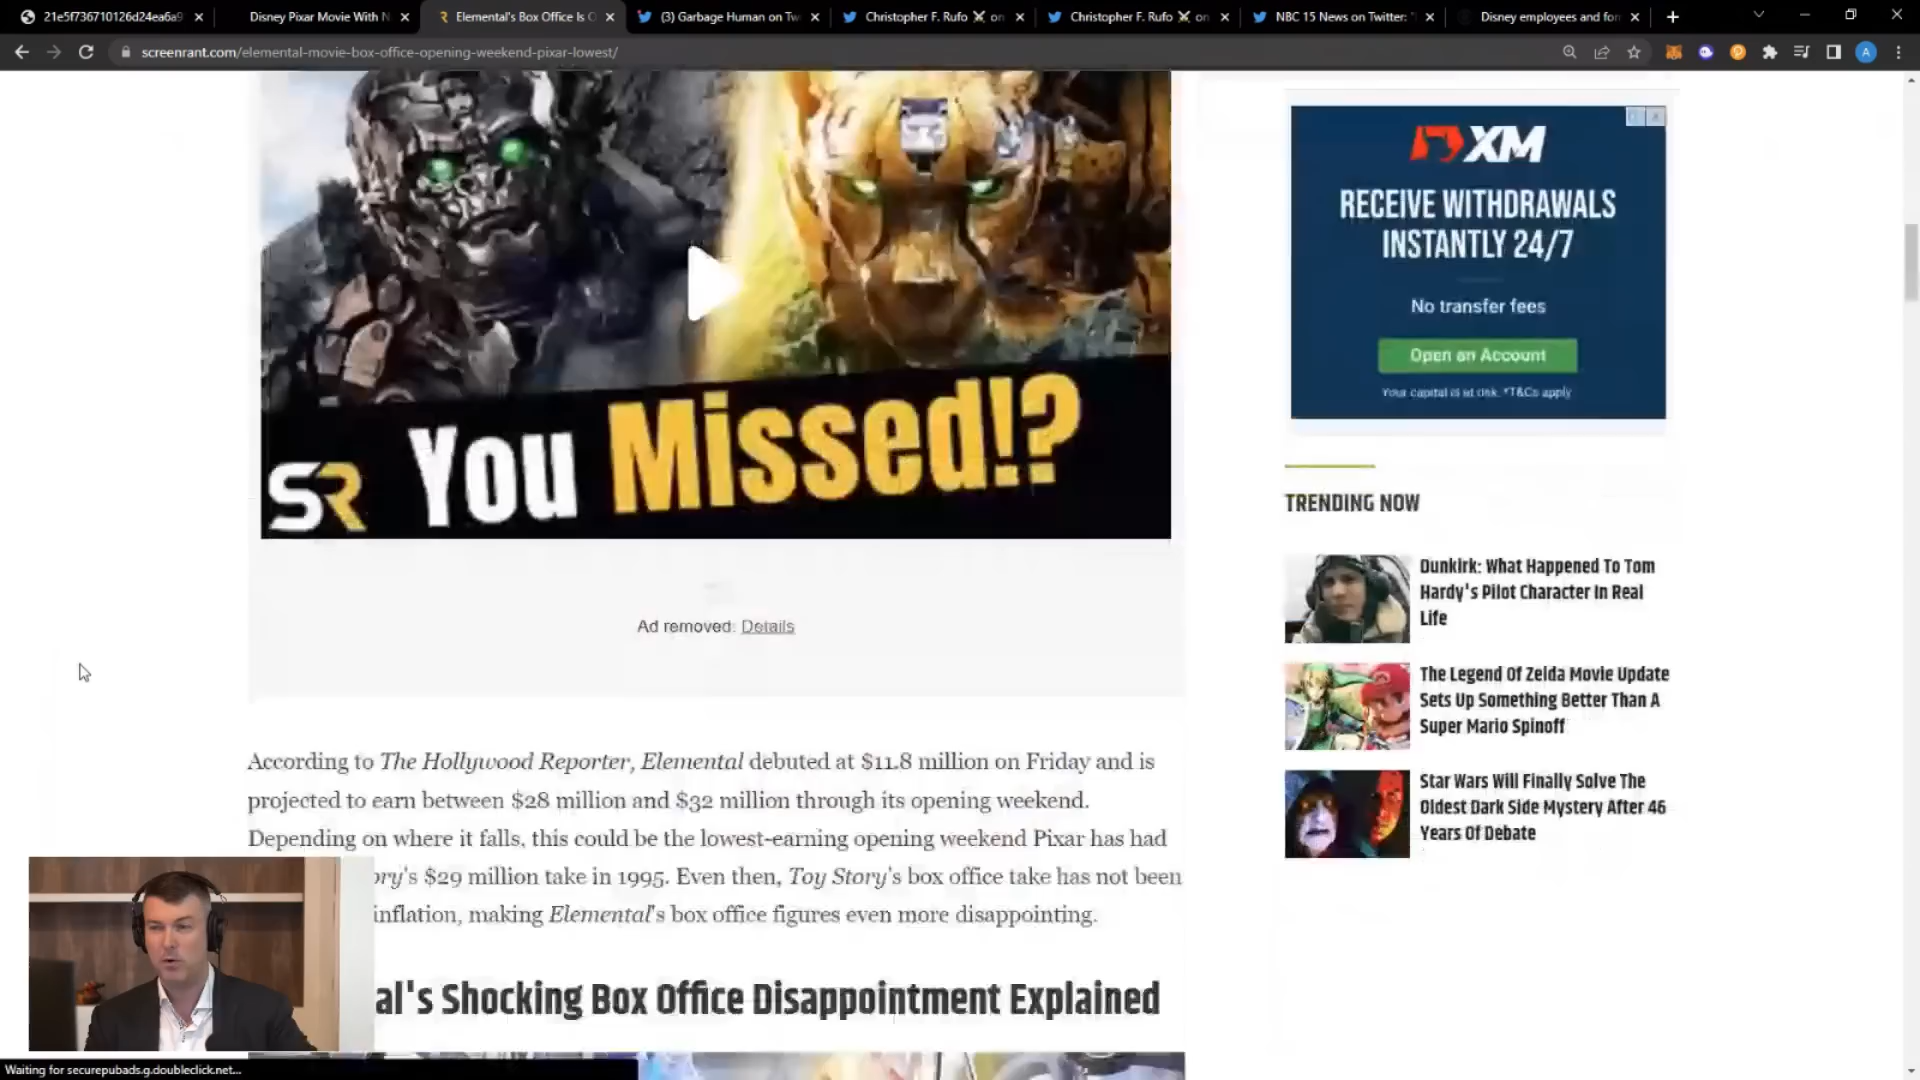 21e5f736710126d24ea6a9
Disney Pixar Movie With N
Elemental's Box Office Is O
(3) Garbage Human on Tw
Christopher F. Rufo ⚔ on
Christopher F. Rufo ⚔ on
NBC 15 News on Twitter: "
Disney employees and for
screenrant.com/elemental-movie-box-office-opening-weekend-pixar-lowest/
A
SR You Missed!?
Ad removed: Details
According to The Hollywood Reporter, Elemental debuted at $11.8 million on Friday and is
projected to earn between $28 million and $32 million through its opening weekend.
Depending on where it falls, this could be the lowest-earning opening weekend Pixar has had
ory's $29 million take in 1995. Even then, Toy Story's box office take has not been
inflation, making Elemental's box office figures even more disappointing.
al's Shocking Box Office Disappointment Explained
XM
RECEIVE WITHDRAWALS
INSTANTLY 24/7
No transfer fees
Open an Account
Your capital is at risk. *T&Cs apply
TRENDING NOW
Dunkirk: What Happened To Tom
Hardy's Pilot Character In Real
Life
The Legend Of Zelda Movie Update
Sets Up Something Better Than A
Super Mario Spinoff
Star Wars Will Finally Solve The
Oldest Dark Side Mystery After 46
Years Of Debate
Waiting for securepubads.g.doubleclick.net...